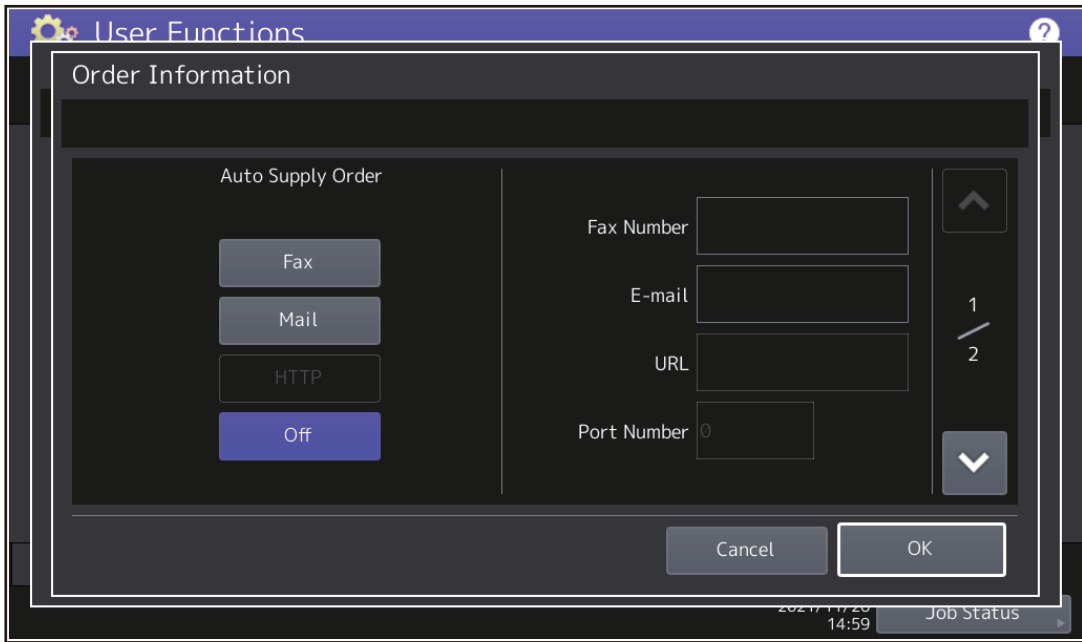 User Functions
?
Order Information
Auto Supply Order
Fax
Mail
HTTP
Off
Fax Number
E-mail
URL
Port Number 0
1
2
Cancel
OK
14:59
Job Status